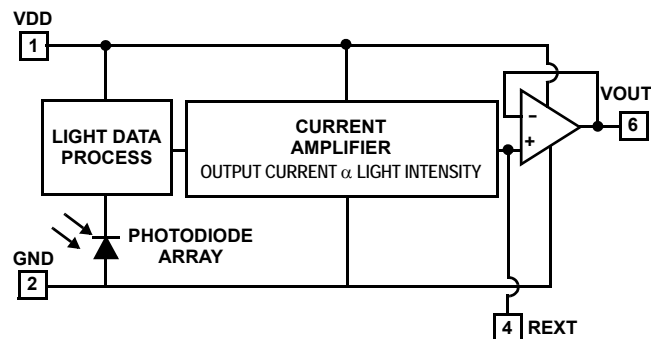 VDD
1
LIGHT DATA
PROCESS
CURRENT
AMPLIFIER
OUTPUT CURRENT α LIGHT INTENSITY
-
+
VOUT
6
PHOTODIODE
ARRAY
GND
2
4 REXT